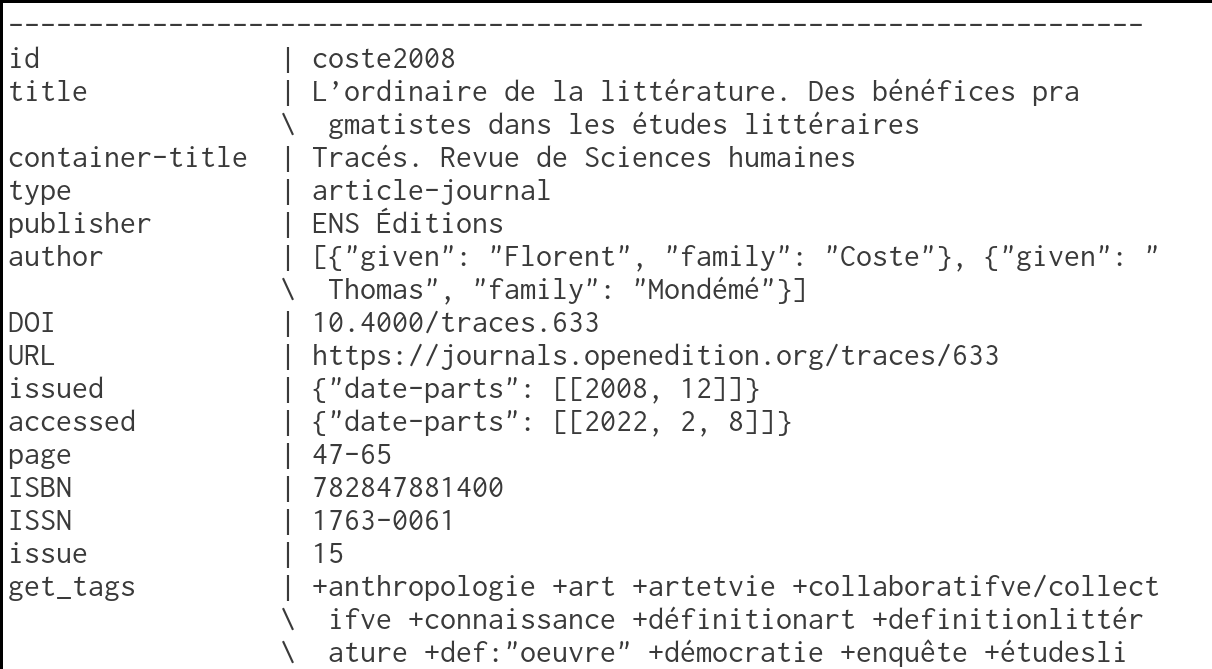 -----------------------------------------------------------------------
id                | coste2008
title             | L'ordinaire de la littérature. Des bénéfices pra
                  \  gmatistes dans les études littéraires
container-title   | Tracés. Revue de Sciences humaines
type              | article-journal
publisher         | ENS Éditions
author            | [{"given": "Florent", "family": "Coste"}, {"given": "
                  \  Thomas", "family": "Mondémé"}]
DOI               | 10.4000/traces.633
URL               | https://journals.openedition.org/traces/633
issued            | {"date-parts": [[2008, 12]]}
accessed          | {"date-parts": [[2022, 2, 8]]}
page              | 47-65
ISBN              | 782847881400
ISSN              | 1763-0061
issue             | 15
get_tags          | +anthropologie +art +artetvie +collaboratifve/collect
                  \  ifve +connaissance +définitionart +definitionlittér
                  \  ature +def:"oeuvre" +démocratie +enquête +étudesli